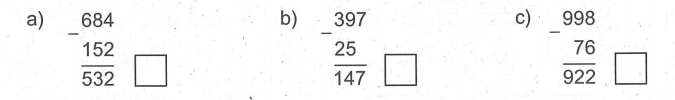 a) 684 b) 397 c) 998
− − −
152 25 76
532 147 922